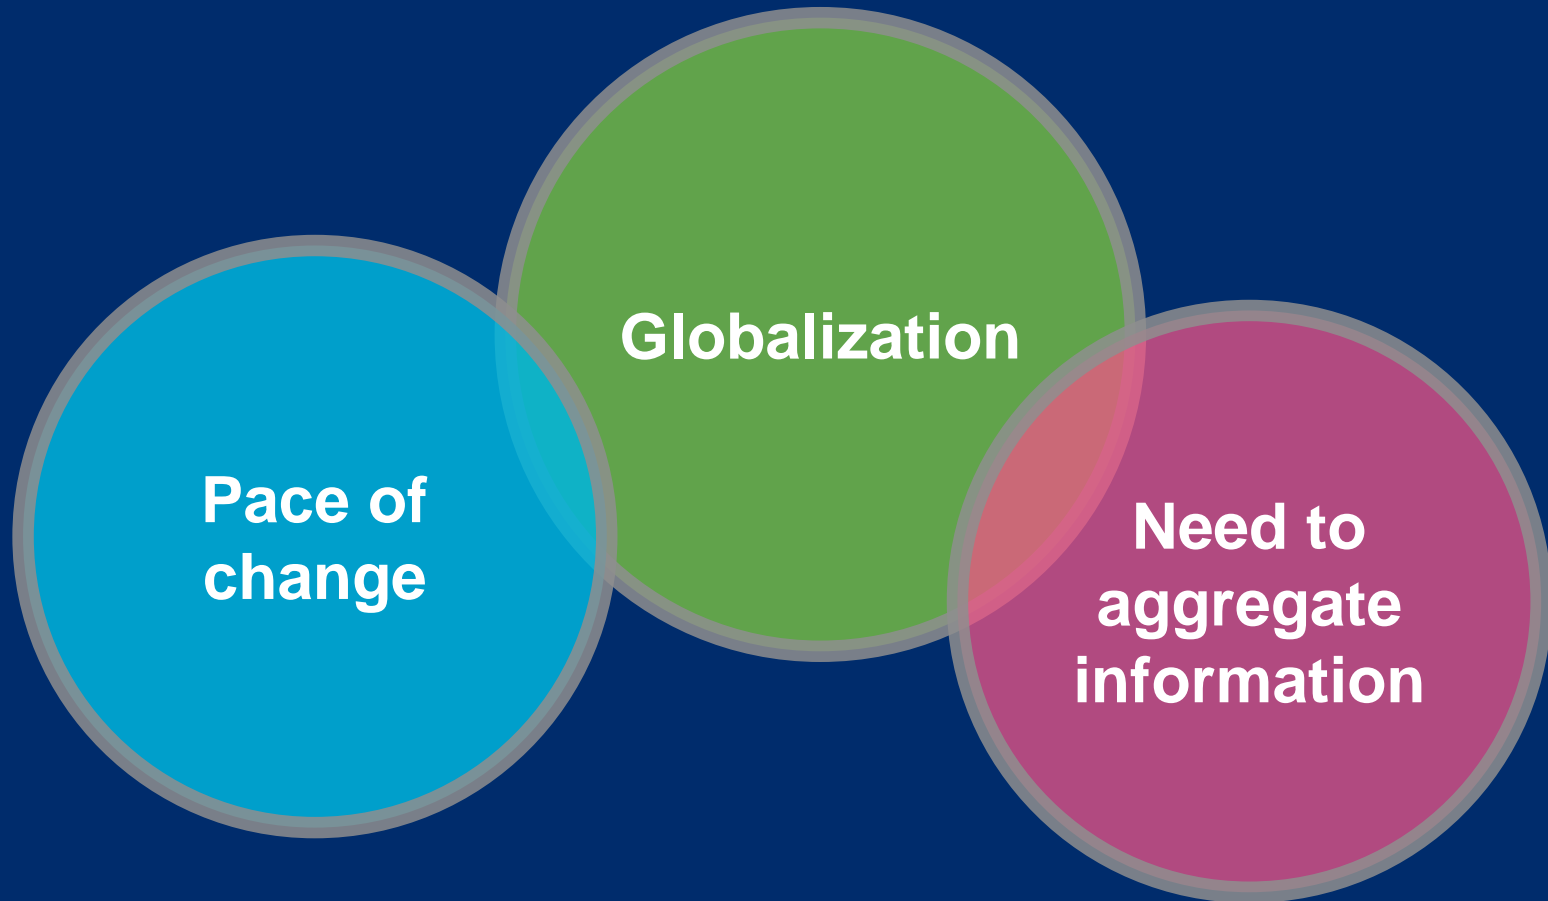 Globalization
Pace of
change
Need to
aggregate
information